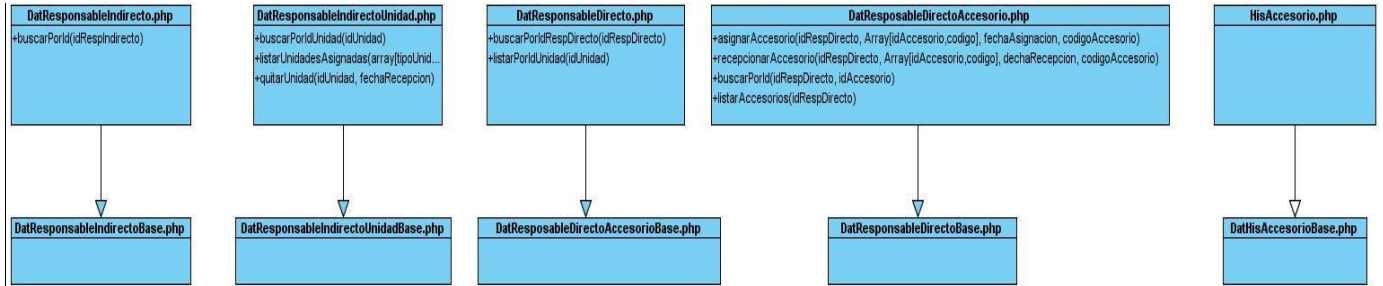 DatResponsableIndirecto.php
+buscarPorId(idRespIndirecto)
DatResponsableIndirectoUnidad.php
+buscarPorIdUnidad(idUnidad)
+listarUnidadesAsignadas(array[tipoUnid...
+quitarUnidad(idUnidad, fechaRecepcion)
DatResponsableDirecto.php
+buscarPorIdRespDirecto(idRespDirecto)
+listarPorIdUnidad(idUnidad)
DatResposableDirectoAccesorio.php
+asignarAccesorio(idRespDirecto, Array[idAccesorio,codigo], fechaAsignacion, codigoAccesorio)
+recepcionarAccesorio(idRespDirecto, Array[idAccesorio,codigo], dechaRecepcion, codigoAccesorio)
+buscarPorId(idRespDirecto, idAccesorio)
+listarAccesorios(idRespDirecto)
HisAccesorio.php
DatResponsableIndirectoBase.php
DatResponsableIndirectoUnidadBase.php
DatResposableDirectoAccesorioBase.php
DatResponsableDirectoBase.php
DatHisAccesorioBase.php